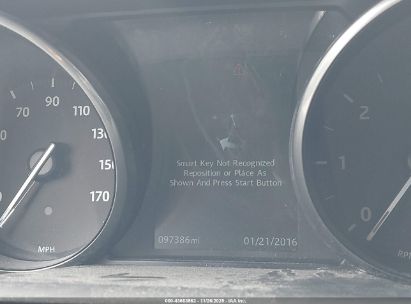 70
90
110
130
150
170
MPH
Smart Key Not Recognized
Reposition or Place As
Shown And Press Start Button
097386mi
01/21/2016
2
1
0